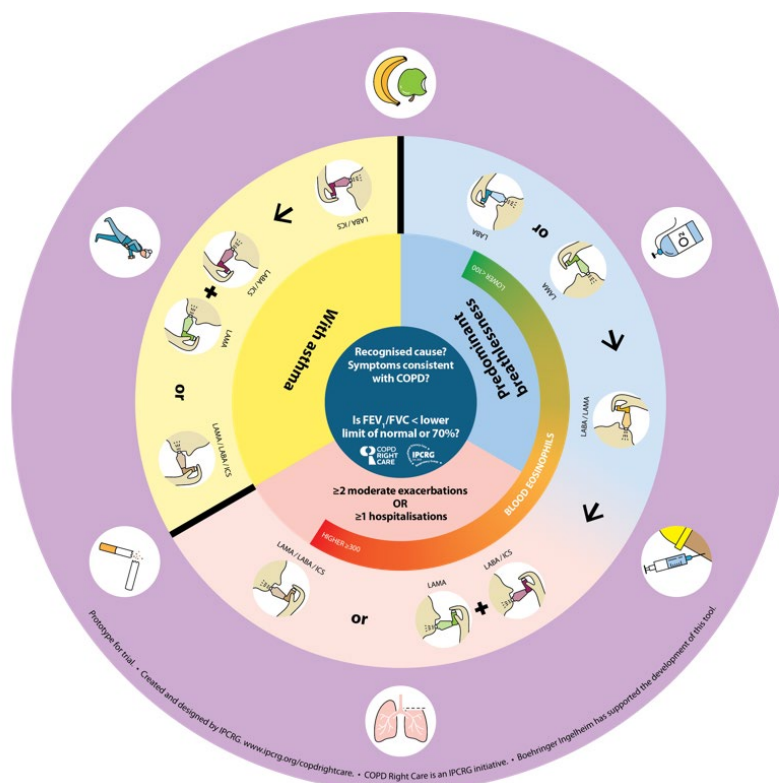 Recognised cause?
Symptoms consistent
with COPD?
Is FEV₁/FVC < lower
limit of normal or 70%?
COPD
RIGHT
CARE
IPCRG
Predominant
breathlessness
LABA
or
LAMA
LABA / LAMA
LOWER <100
BLOOD EOSINOPHILS
HIGHER ≥300
≥2 moderate exacerbations
OR
≥1 hospitalisations
LABA / ICS
+
LAMA
or
LAMA / LABA / ICS
With asthma
LABA / ICS
LABA / ICS
+
LAMA
or
LAMA / LABA / ICS
O2
Prototype for trial. • Created and designed by IPCRG. www.ipcrg.org/copdrightcare. • COPD Right Care is an IPCRG initiative. • Boehringer Ingelheim has supported the development of this tool.